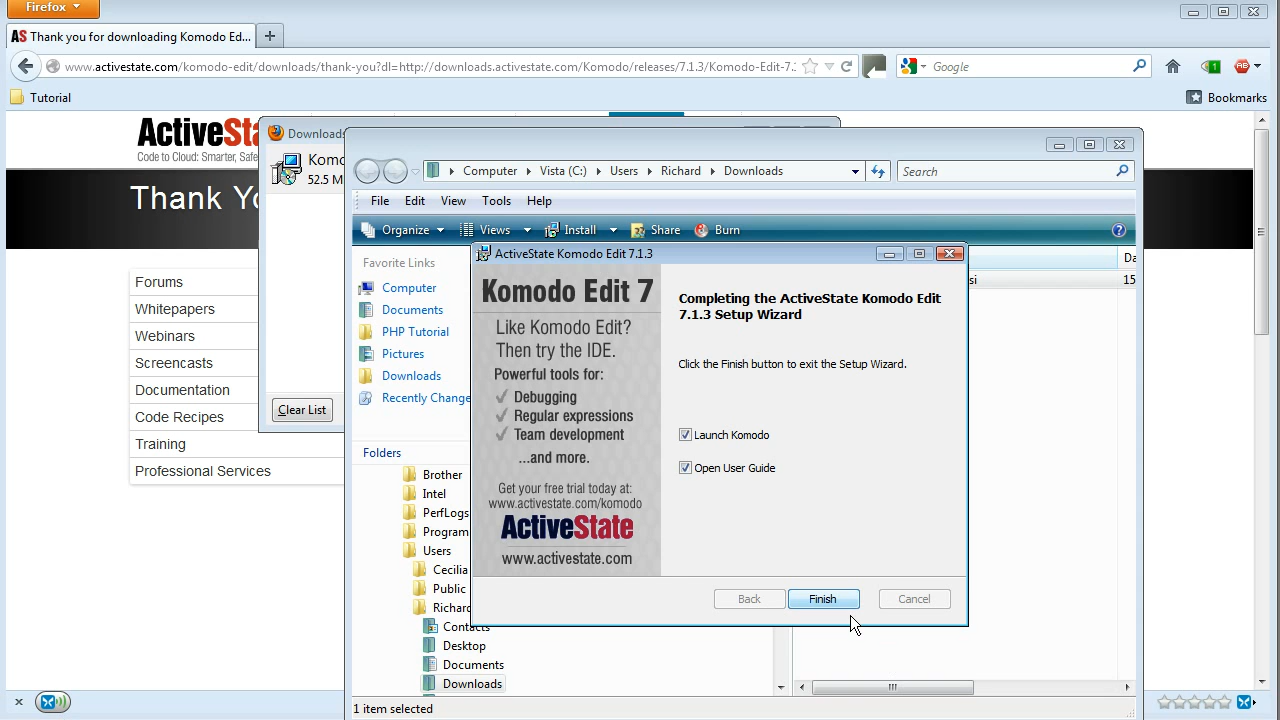 Firefox
AS Thank you for downloading Komodo Ed...
www.activestate.com/komodo-edit/downloads/thank-you?dl=http://downloads.activestate.com/Komodo/releases/7.1.3/Komodo-Edit-7.
Google
1
ABP
Tutorial
Bookmarks
ActiveSta
Code to Cloud: Smarter, Safe
Thank Yo
Forums
Whitepapers
Webinars
Screencasts
Documentation
Code Recipes
Training
Professional Services
Downloads
Komo
52.5 M
Clear List
Computer
Vista (C:)
Users
Richard
Downloads
Search
File
Edit
View
Tools
Help
Organize
Views
Install
Share
Burn
Favorite Links
Computer
Documents
PHP Tutorial
Pictures
Downloads
Recently Change
Folders
Brother
Intel
PerfLogs
Program
Users
Cecilia
Public
Richard
Contacts
Desktop
Documents
Downloads
Da
si
15
1 item selected
ActiveState Komodo Edit 7.1.3
Komodo Edit 7
Like Komodo Edit?
Then try the IDE.
Powerful tools for:
Debugging
Regular expressions
Team development
...and more.
Get your free trial today at:
www.activestate.com/komodo
ActiveState
www.activestate.com
Completing the ActiveState Komodo Edit
7.1.3 Setup Wizard
Click the Finish button to exit the Setup Wizard.
Launch Komodo
Open User Guide
Back
Finish
Cancel